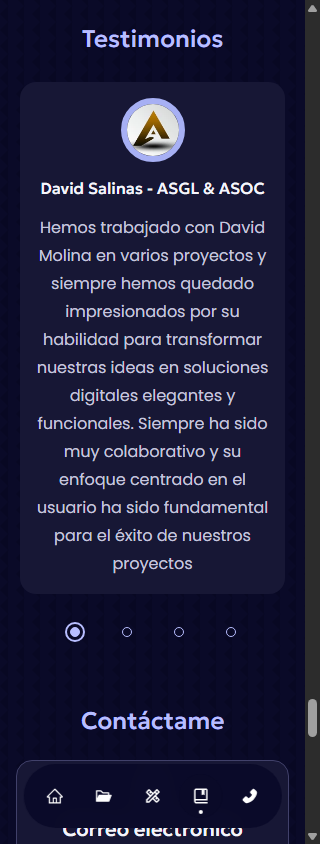 Testimonios
David Salinas - ASGL & ASOC
Hemos trabajado con David
Molina en varios proyectos y
siempre hemos quedado
impresionados por su
habilidad para transformar
nuestras ideas en soluciones
digitales elegantes y
funcionales. Siempre ha sido
muy colaborativo y su
enfoque centrado en el
usuario ha sido fundamental
para el éxito de nuestros
proyectos
Contáctame
Correo electrónico